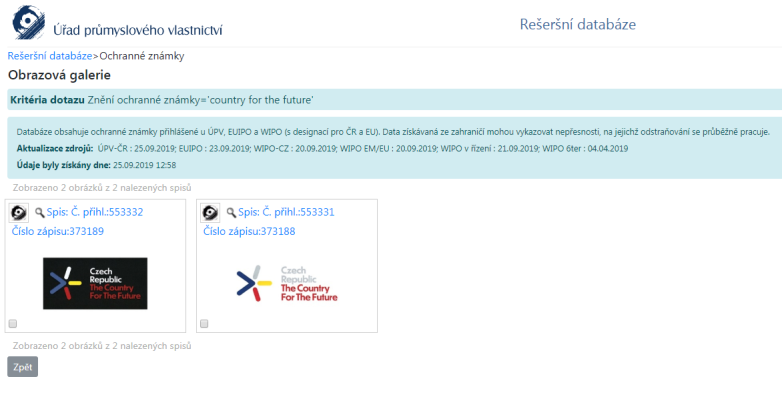 Úřad průmyslového vlastnictví
Rešeršní databáze
Rešeršní databáze>Ochranné známky
Obrazová galerie
Kritéria dotazu Znění ochranné známky='country for the future'
Databáze obsahuje ochranné známky přihlášené u ÚPV, EUIPO a WIPO (s designací pro ČR a EU). Data získávaná ze zahraničí mohou vykazovat nepřesnosti, na jejichž odstraňování se průběžně pracuje.
Aktualizace zdrojů: ÚPV-ČR : 25.09.2019; EUIPO : 23.09.2019; WIPO-CZ : 20.09.2019; WIPO EM/EU : 20.09.2019; WIPO v řízení : 21.09.2019; WIPO 6ter : 04.04.2019
Údaje byly získány dne: 25.09.2019 12:58
Zobrazeno 2 obrázků z 2 nalezených spisů
Spis: Č. přihl.:553332
Číslo zápisu:373189
Czech
Republic
The Country
For The Future
Spis: Č. přihl.:553331
Číslo zápisu:373188
Czech
Republic
The Country
For The Future
Zobrazeno 2 obrázků z 2 nalezených spisů
Zpět